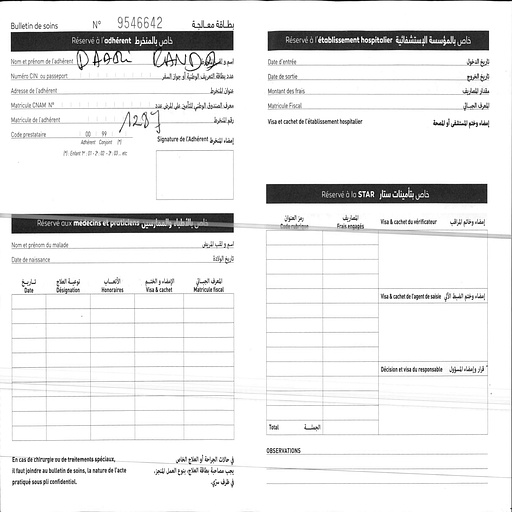 Bulletin de soins N° 9546642 بطاقة معالجة
Réservé à l'adhérent خاص بالمنخرط
Nom et prénom de l'adhérent DAADU اسم و لقب
Numéro CIN ou passeport عدد بطاقة التعريف الوطنية أو جواز السفر
Adresse de l'adhérent عنوان المنخرط
Matricule CNAM N° معرف الصندوق الوطني للتأمين على المرض عدد
Matricule de l'adhérent 1287 رقم المنخرط
Code prestataire 00 99
Adhérent Conjoint (*)
(*) Enfant 1er : 01 - 2e : 02 - 3e : 03 ... etc
Signature de l'Adhérent إمضاء المنخرط
Réservé aux médecins et praticiens خاص بالأطباء والممارسين
Nom et prénom du malade اسم و لقب المريض
Date de naissance تاريخ الولادة
تاريخ نوعية العلاج الأتعاب الإمضاء و الختم المعرف الجبائي
Date Désignation Honoraires Visa & cachet Matricule fiscal
En cas de chirurgie ou de traitements spéciaux, في حالات الجراحة أو العلاج الخاص
il faut joindre au bulletin de soins, la nature de l'acte يجب مصاحبة بطاقة العلاج، بنوع العمل المنجز،
pratiqué sous pli confidentiel. في ظرف سري.
Réservé à l'établissement hospitalier خاص بالمؤسسة الإستشفائية
Date d'entrée تاريخ الدخول
Date de sortie تاريخ الخروج
Montant des frais مقدار المصاريف
Matricule Fiscal المعرف الجبائي
Visa et cachet de l'établissement hospitalier إمضاء وختم المستشفى أو المصحة
Réservé à la STAR خاص بتأمينات ستار
رمز العنوان المصاريف
Code rubrique Frais engagés
Visa & cachet du vérificateur إمضاء وخاتم المراقب
Visa & cachet de l'agent de saisie إمضاء وختم الضبط الآلي
Décision et visa du responsable قرار وإمضاء المسؤول
Total الجملة
OBSERVATIONS